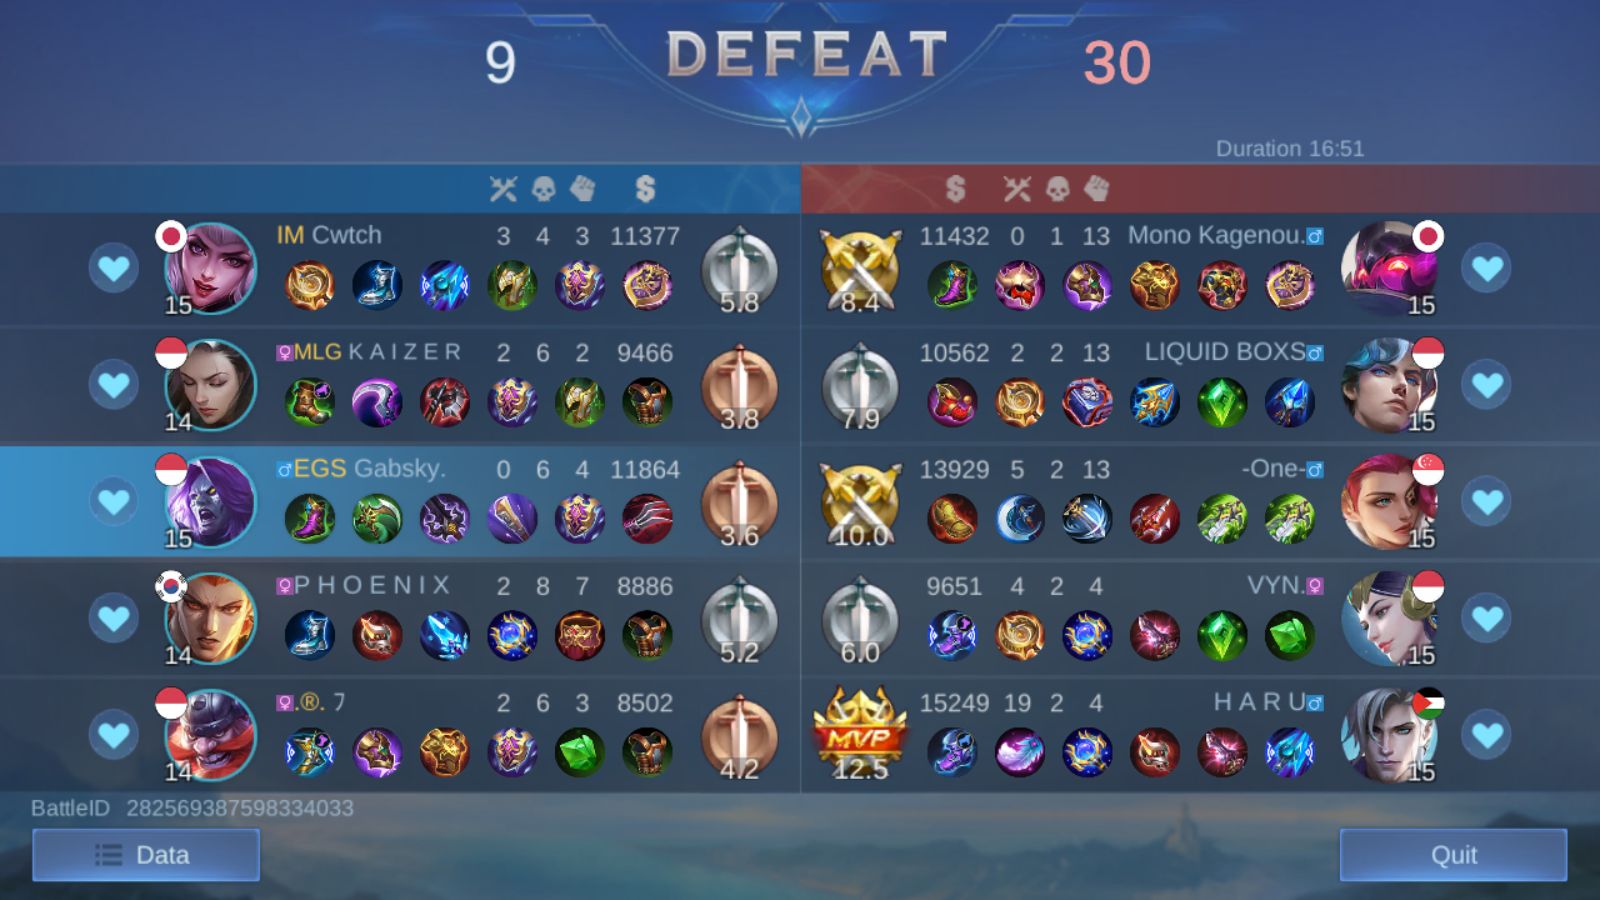 9 DEFEAT 30
Duration 16:51
IM Cwtch 3 4 3 11377
15 5.8
11432 0 1 13 Mono Kagenou.♂
8.4 15
♀MLG K A I Z E R 2 6 2 9466
14 3.8
10562 2 2 13 LIQUID BOXS♂
7.9 15
♂EGS Gabsky. 0 6 4 11864
15 3.6
13929 5 2 13 -One-♂
10.0 15
♀P H O E N I X 2 8 7 8886
14 5.2
9651 4 2 4 VYN.♀
6.0 15
♀.®. フ 2 6 3 8502
14 4.2
15249 19 2 4 H A R U♂
MVP
12.5 15
BattleID 282569387598334033
Data
Quit